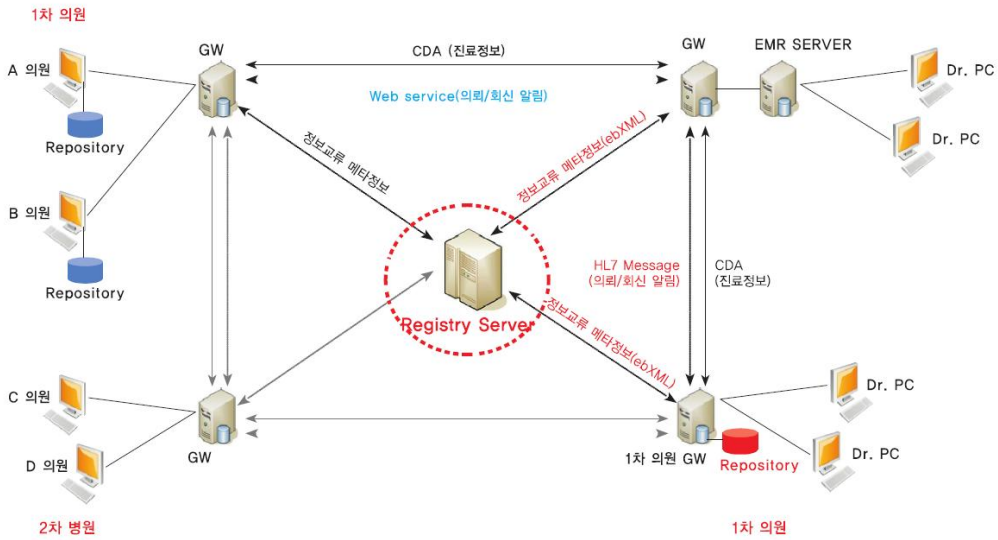 1차 의원
GW
CDA (진료정보)
GW
EMR SERVER
A 의원
Dr. PC
Web service(의뢰/회신 알림)
Repository
Dr. PC
정보교류 메타정보
정보교류 메타정보(ebXML)
B 의원
Repository
HL7 Message
(의뢰/회신 알림)
CDA
(진료정보)
Registry Server
정보교류 메타정보(ebXML)
C 의원
Dr. PC
D 의원
GW
1차 의원 GW
Repository
Dr. PC
2차 병원
1차 의원